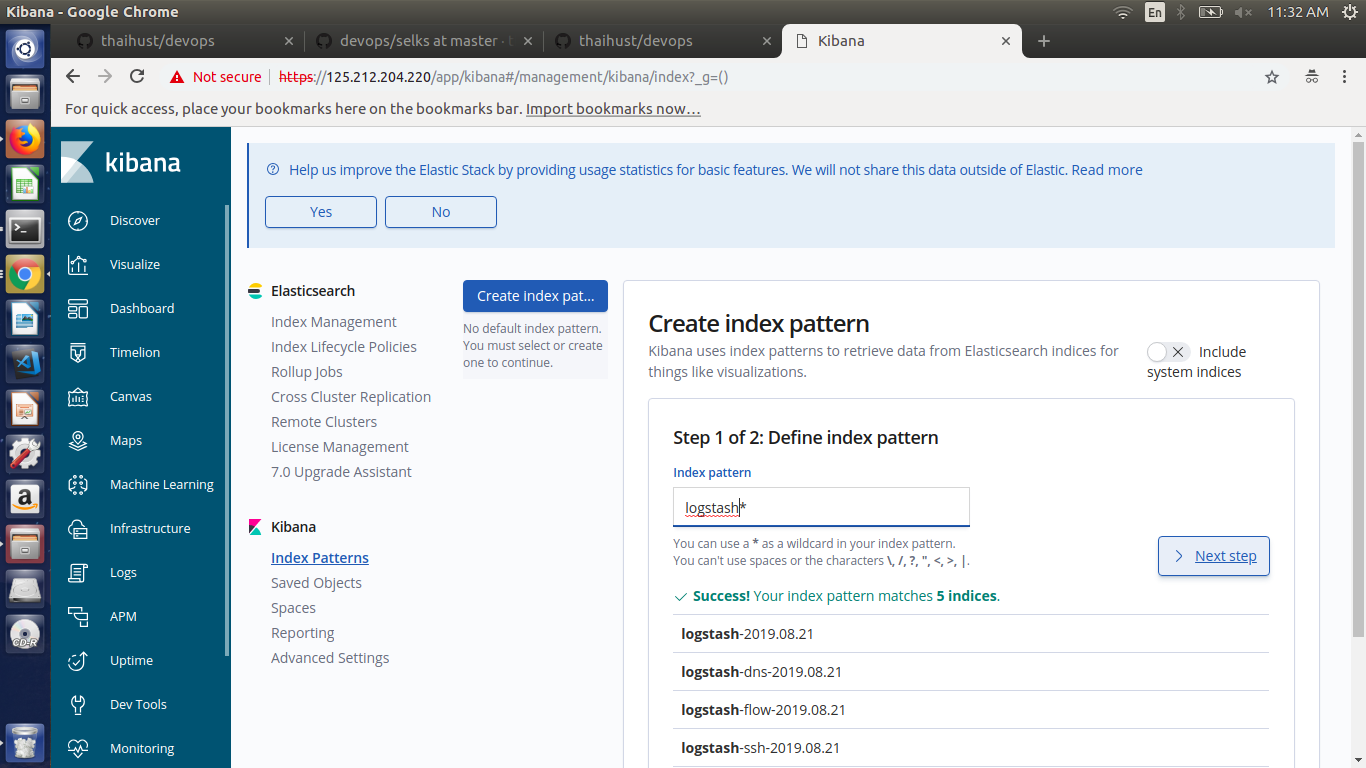 Kibana - Google Chrome
En
11:32 AM
thaihust/devops
devops/selks at master · t
thaihust/devops
Kibana
Not secure
https://125.212.204.220/app/kibana#/management/kibana/index?_g=()
For quick access, place your bookmarks here on the bookmarks bar. Import bookmarks now...
kibana
Discover
Visualize
Dashboard
Timelion
Canvas
Maps
Machine Learning
Infrastructure
Logs
APM
Uptime
Dev Tools
Monitoring
Help us improve the Elastic Stack by providing usage statistics for basic features. We will not share this data outside of Elastic. Read more
Yes
No
Elasticsearch
Index Management
Index Lifecycle Policies
Rollup Jobs
Cross Cluster Replication
Remote Clusters
License Management
7.0 Upgrade Assistant
Kibana
Index Patterns
Saved Objects
Spaces
Reporting
Advanced Settings
Create index pat...
No default index pattern.
You must select or create
one to continue.
Create index pattern
Kibana uses index patterns to retrieve data from Elasticsearch indices for
things like visualizations.
Include
system indices
Step 1 of 2: Define index pattern
Index pattern
logstash*
You can use a * as a wildcard in your index pattern.
You can't use spaces or the characters \, /, ?, ", <, >, |.
Next step
Success! Your index pattern matches 5 indices.
logstash-2019.08.21
logstash-dns-2019.08.21
logstash-flow-2019.08.21
logstash-ssh-2019.08.21
CD-R